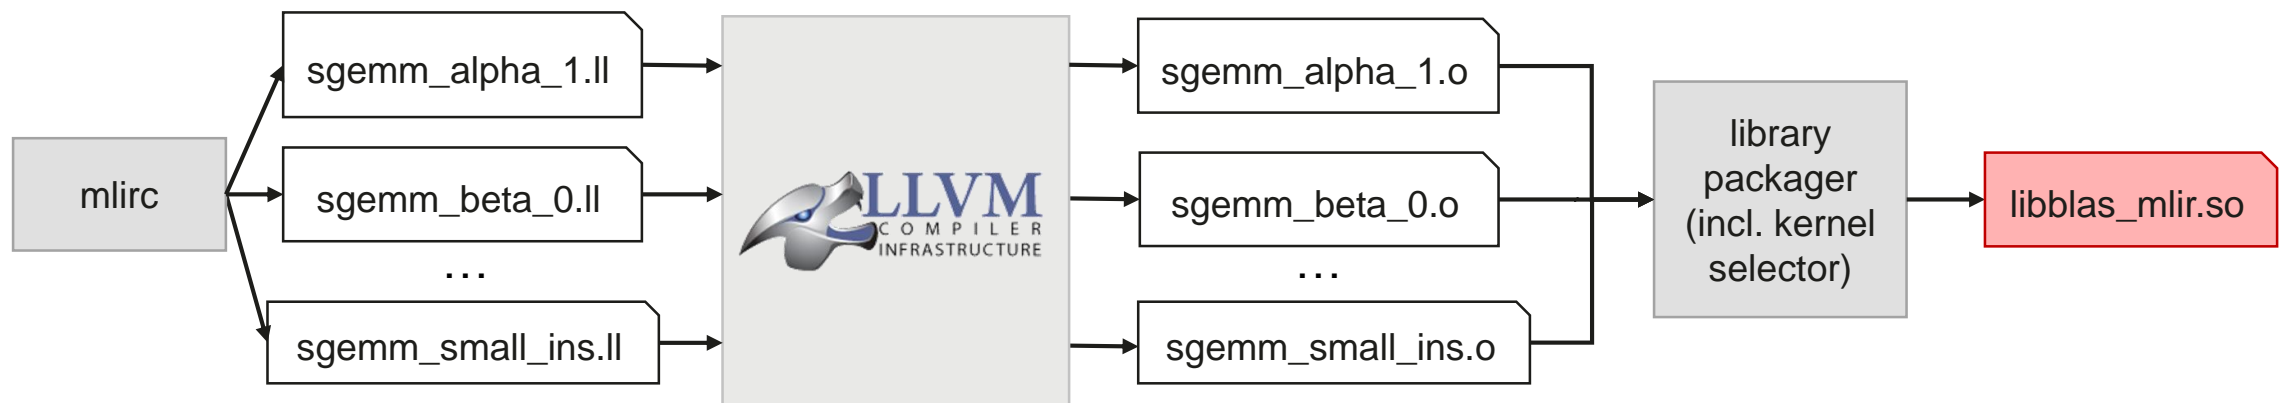 mlirc
sgemm_alpha_1.ll
sgemm_beta_0.ll
...
sgemm_small_ins.ll
LLVM
COMPILER
INFRASTRUCTURE
sgemm_alpha_1.o
sgemm_beta_0.o
...
sgemm_small_ins.o
library
packager
(incl. kernel
selector)
libblas_mlir.so